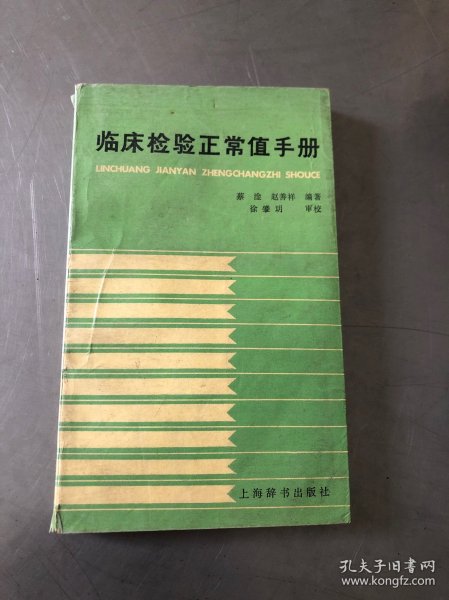 临床检验正常值手册
LINCHUANG JIANYAN ZHENGCHANGZHI SHOUCE
蔡淦 赵善祥 编著
徐肇玥 审校
上海辞书出版社
孔夫子旧书网
www.kongfz.com